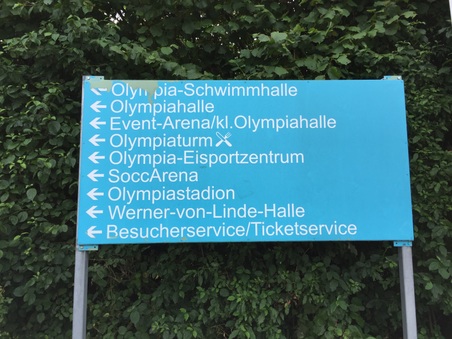 ← Olympia-Schwimmhalle
← Olympiahalle
← Event-Arena/kl.Olympiahalle
← Olympiaturm
← Olympia-Eisportzentrum
← SoccArena
← Olympiastadion
← Werner-von-Linde-Halle
← Besucherservice/Ticketservice